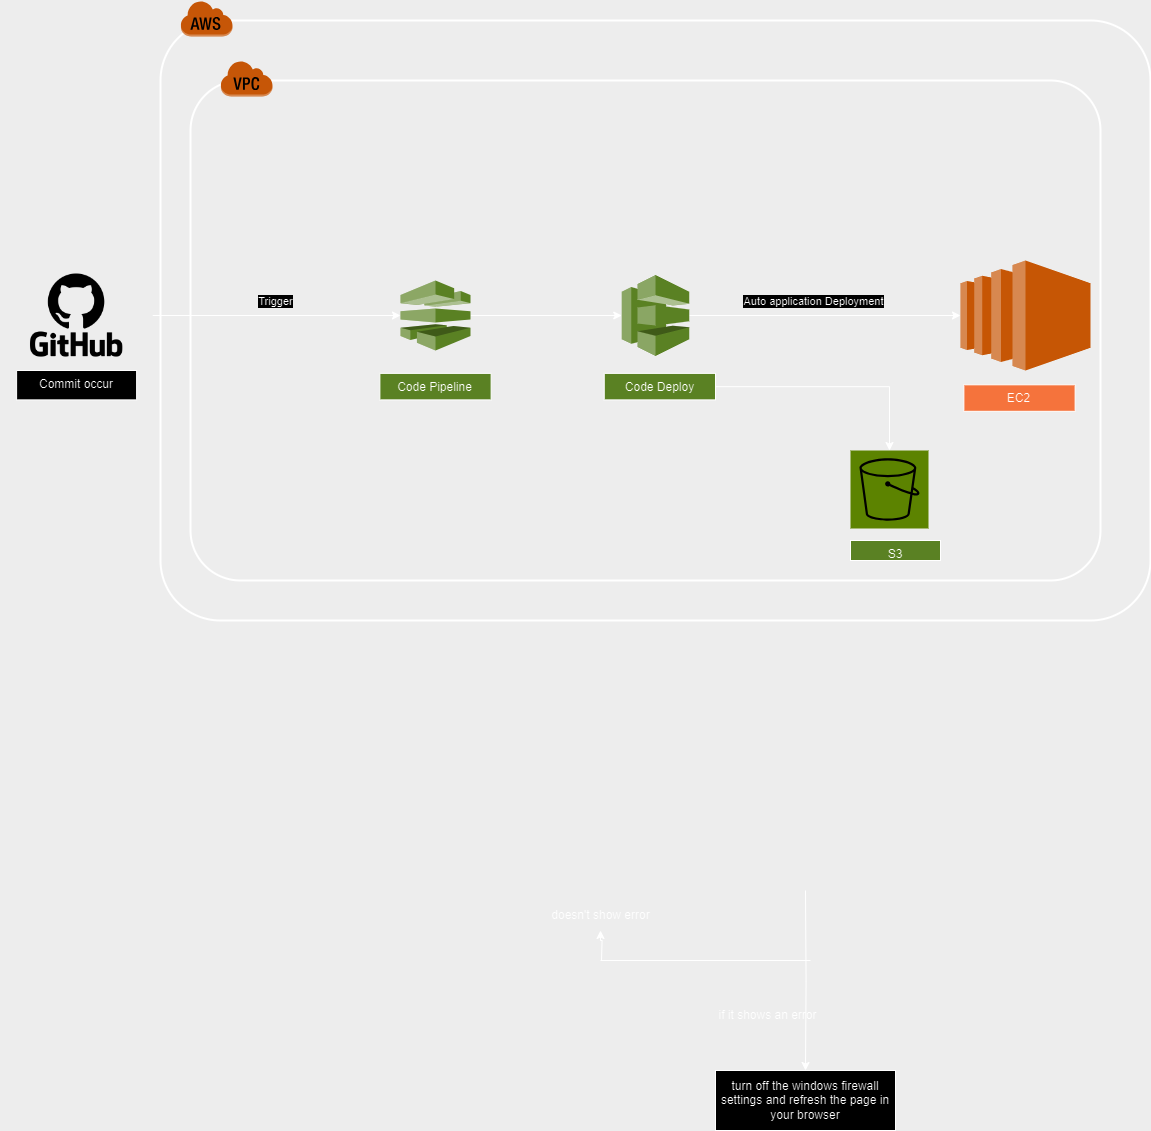 AWS
VPC
Trigger
Auto application Deployment
GitHub
Commit occur
Code Pipeline
Code Deploy
EC2
S3
doesn't show error
if it shows an error
turn off the windows firewall
settings and refresh the page in
your browser